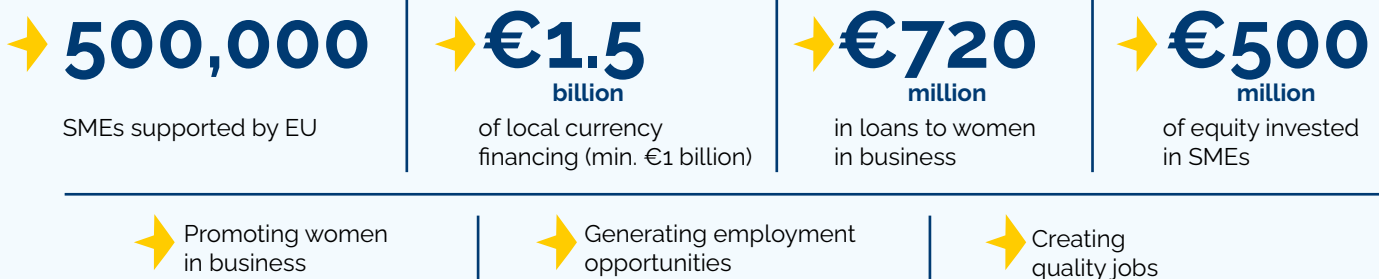 500,000
SMEs supported by EU
€1.5
billion
of local currency
financing (min. €1 billion)
€720
million
in loans to women
in business
€500
million
of equity invested
in SMEs
Promoting women
in business
Generating employment
opportunities
Creating
quality jobs